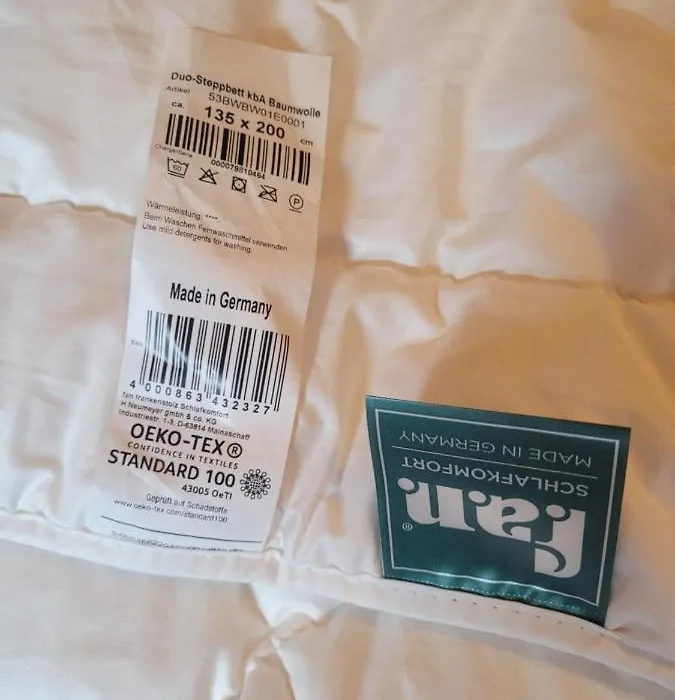 Duo-Steppbett kbA Baumwolle
Artikel 53BWBW01E0001
ca. 135 x 200 cm
000079810464
60
P
Wärmeleistung: ••••
Beim Waschen Feinwaschmittel verwenden
Use mild detergents for washing.
Made in Germany
EAN
4 000863 432327
fan frankenstolz Schlafkomfort
H.Neumeyer gmbh & co. KG
Industriestr. 1-3, D-63814 Mainaschaff
OEKO-TEX®
CONFIDENCE IN TEXTILES
STANDARD 100
43005 OeTI
Geprüft auf Schadstoffe
www.oeko-tex.com/standard100
f.a.n.®
SCHLAFKOMFORT
MADE IN GERMANY